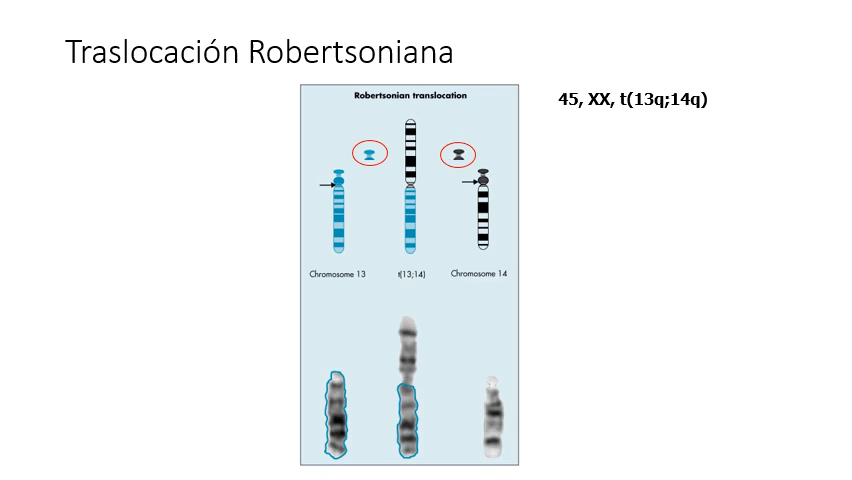 Traslocación Robertsoniana
Robertsonian translocation
45, XX, t(13q;14q)
Chromosome 13
t(13;14)
Chromosome 14